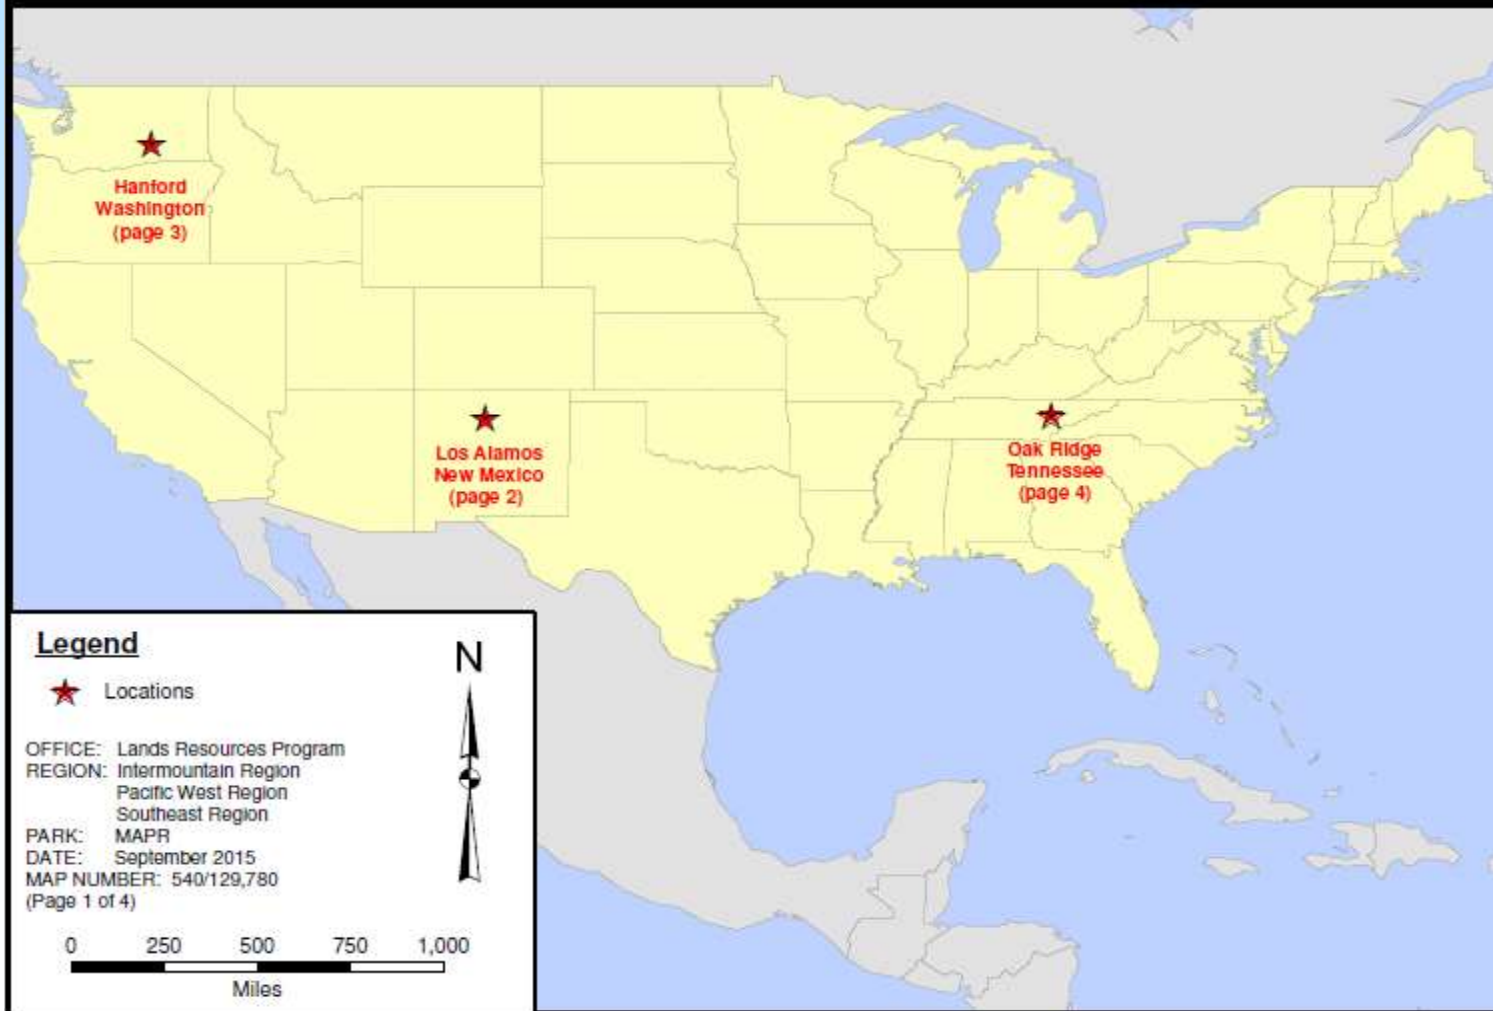 Hanford
Washington
(page 3)
Los Alamos
New Mexico
(page 2)
Oak Ridge
Tennessee
(page 4)
Legend
Locations
N
OFFICE: Lands Resources Program
REGION: Intermountain Region
Pacific West Region
Southeast Region
PARK: MAPR
DATE: September 2015
MAP NUMBER: 540/129,780
(Page 1 of 4)
0 250 500 750 1,000
Miles